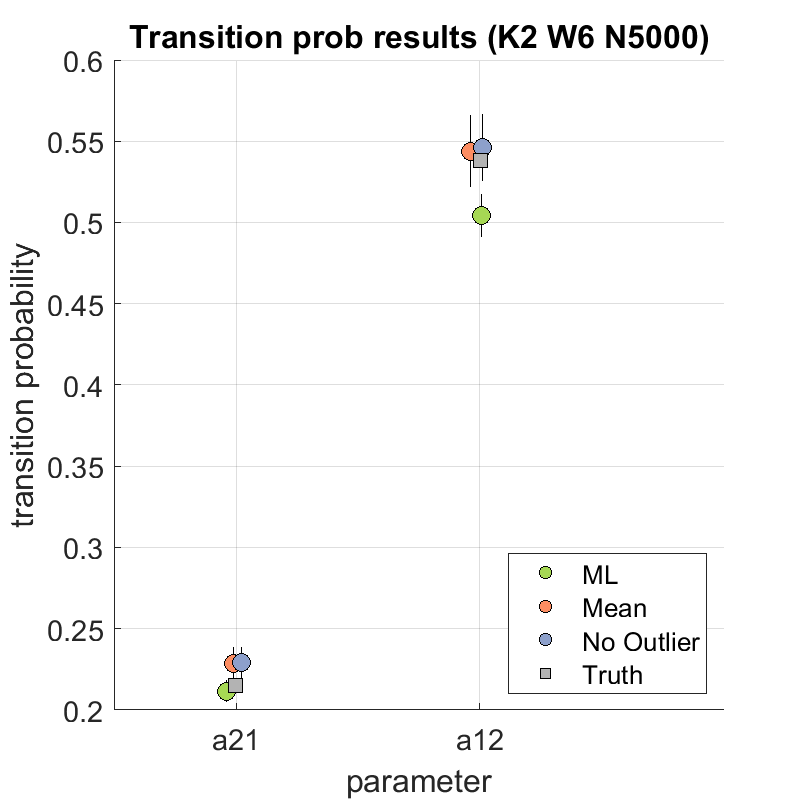 Transition prob results (K2 W6 N5000)
0.6
0.55
0.5
0.45
0.4
0.35
0.3
0.25
0.2
transition probability
ML
Mean
No Outlier
Truth
a21
a12
parameter